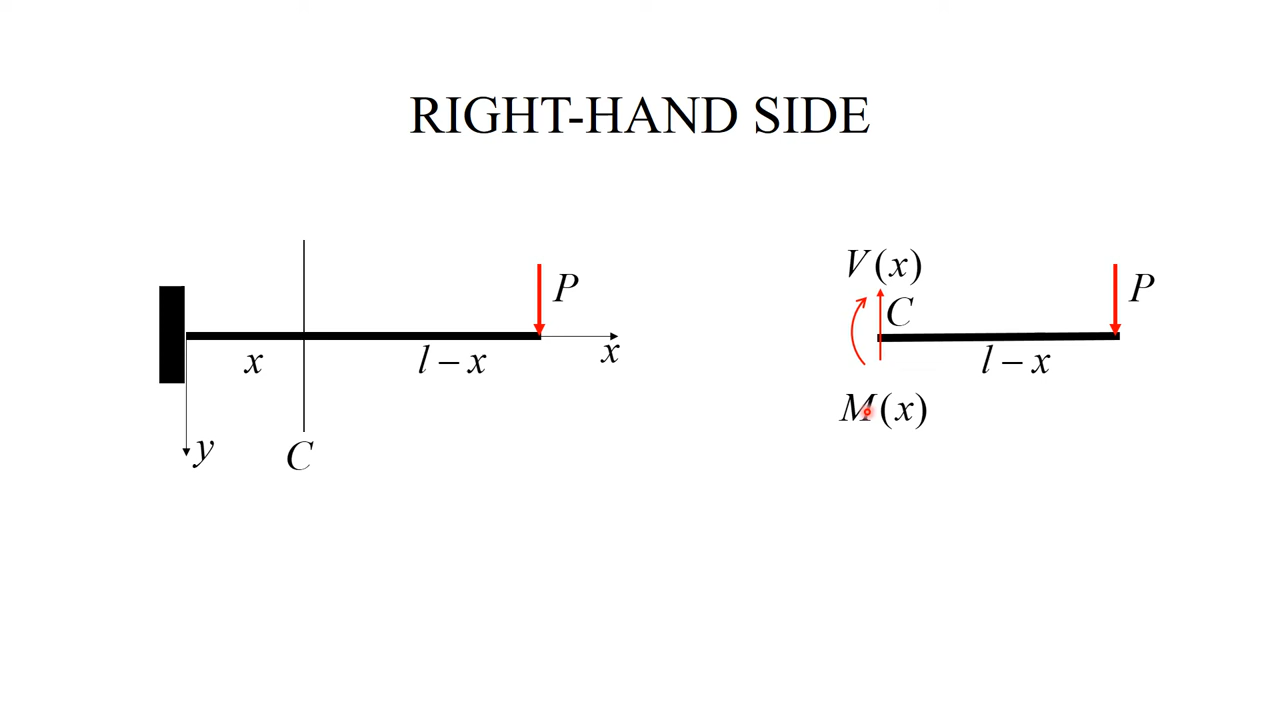 RIGHT-HAND SIDE
P
x
l – x
x
y
C
V(x)
C
P
l – x
M(x)